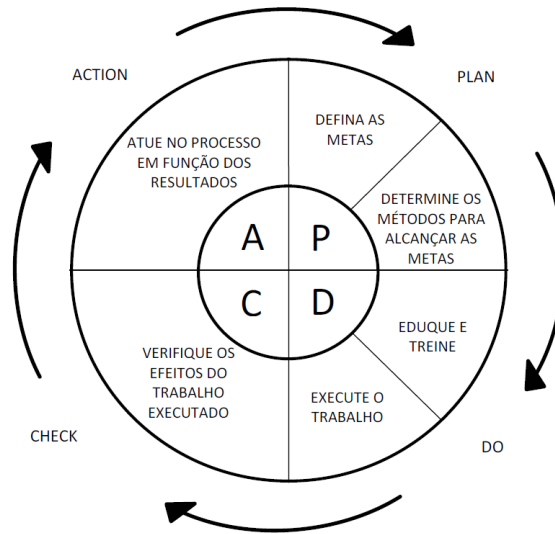 ACTION
PLAN
DEFINA AS
METAS
ATUE NO PROCESSO
EM FUNÇÃO DOS
RESULTADOS
DETERMINE OS
MÉTODOS PARA
ALCANÇAR AS
METAS
A P
C D
EDUQUE E
TREINE
VERIFIQUE OS
EFEITOS DO
TRABALHO
EXECUTADO
EXECUTE O
TRABALHO
CHECK
DO